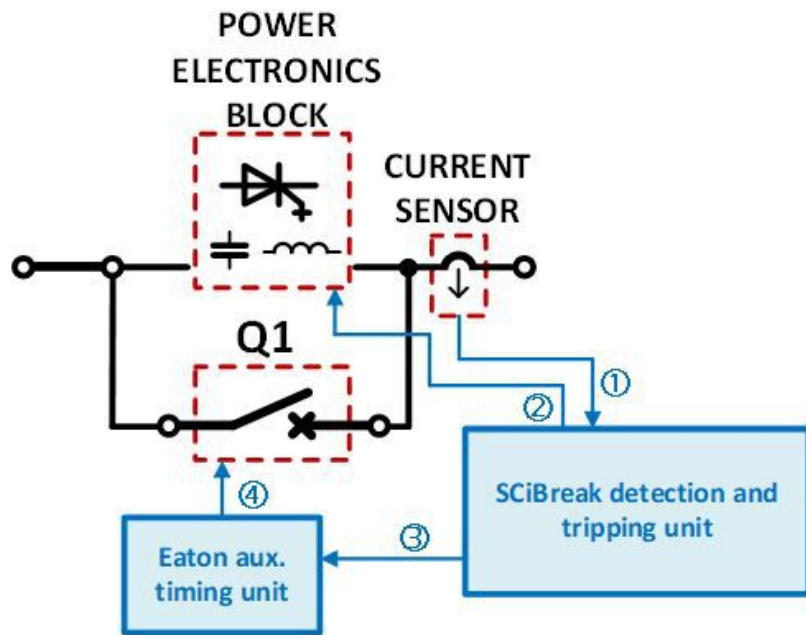 POWER
ELECTRONICS
BLOCK
CURRENT
SENSOR
Q1
①
②
SCiBreak detection and
tripping unit
④
③
Eaton aux.
timing unit